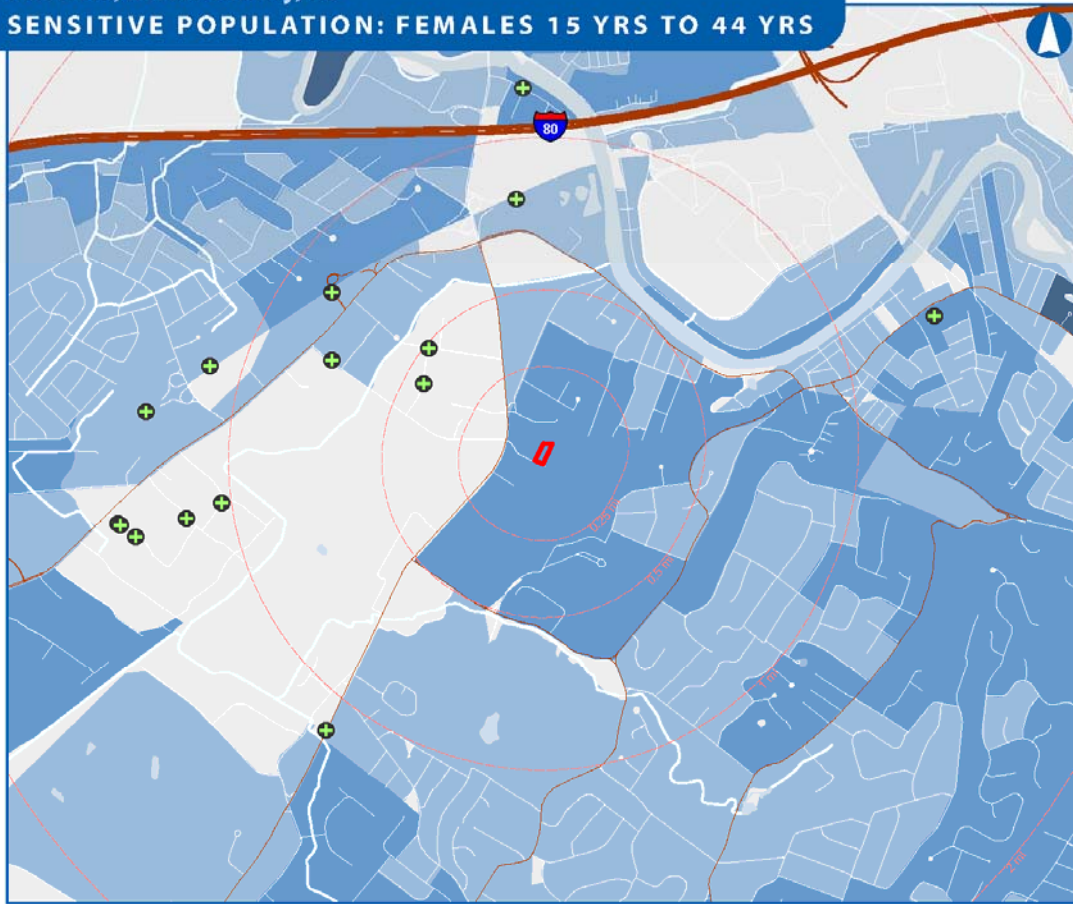 SENSITIVE POPULATION: FEMALES 15 YRS TO 44 YRS
80
0.25 mi
0.5 mi
1 mi
2 mi